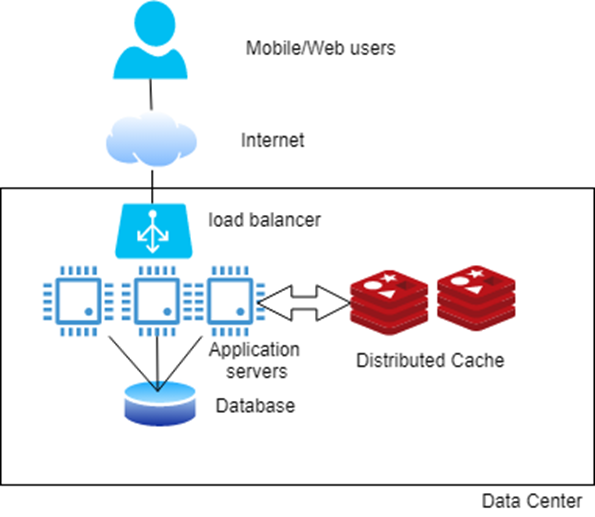 Mobile/Web users
Internet
load balancer
Application
servers
Distributed Cache
Database
Data Center